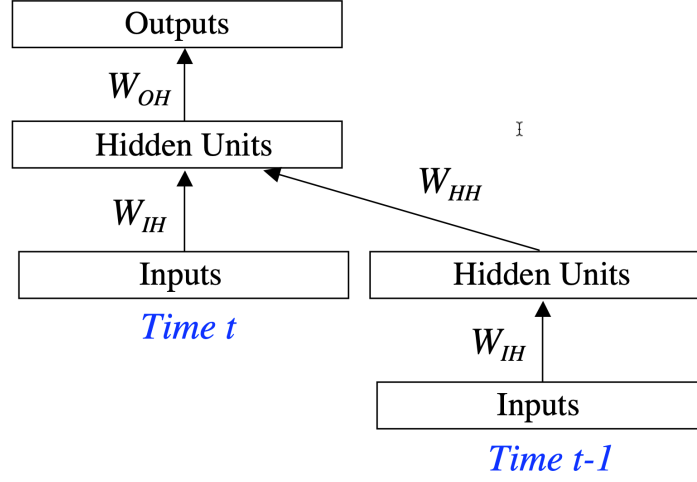 Outputs
W_OH
Hidden Units
W_HH
W_IH
Inputs
Hidden Units
Time t
W_IH
Inputs
Time t-1